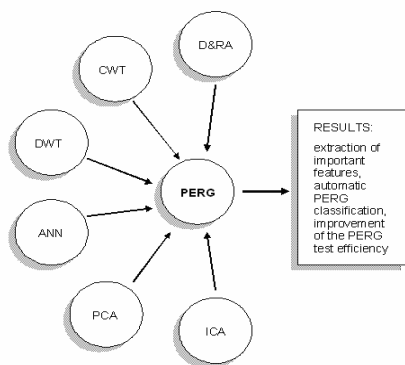 D&RA
CWT
DWT
PERG
ANN
PCA
ICA
RESULTS:
extraction of
important
features,
automatic
PERG
classification,
improvement
of the PERG
test efficiency